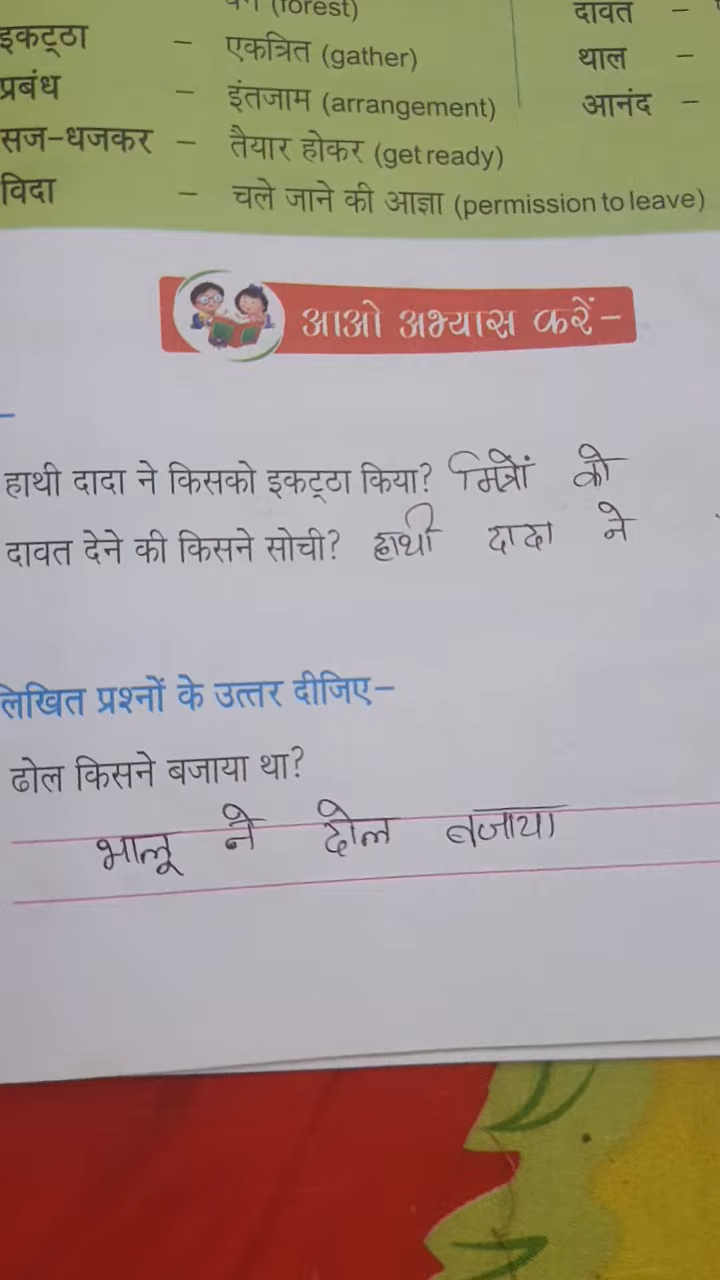 (forest)
दावत –
इकट्ठा – एकत्रित (gather)
थाल –
प्रबंध – इंतजाम (arrangement)
आनंद –
सज-धजकर – तैयार होकर (get ready)
विदा – चले जाने की आज्ञा (permission to leave)
आओ अभ्यास करें–
हाथी दादा ने किसको इकट्ठा किया? मित्रों को
दावत देने की किसने सोची? हाथी दादा ने
लिखित प्रश्नों के उत्तर दीजिए–
ढोल किसने बजाया था?
भालू ने ढोल बजाया